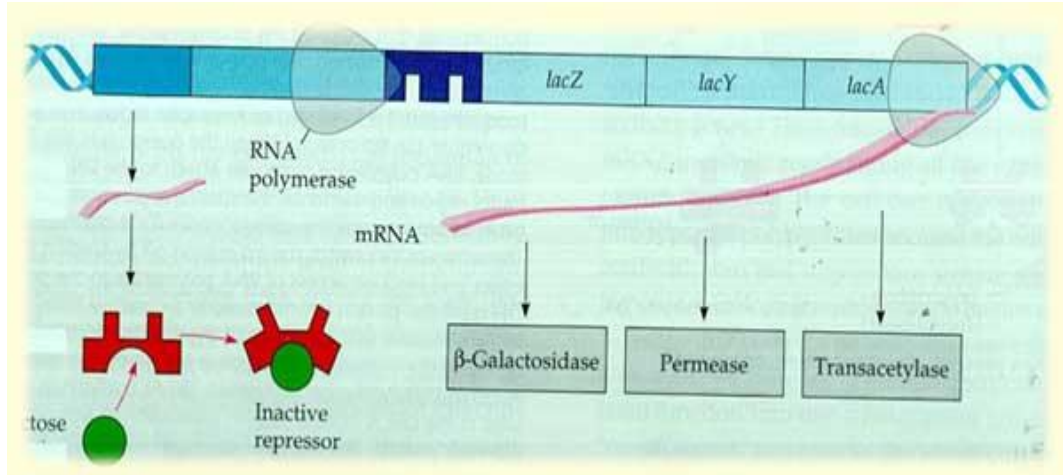 lacZ
lacY
lacA
RNA
polymerase
mRNA
β-Galactosidase
Permease
Transacetylase
Inactive
repressor
ctose